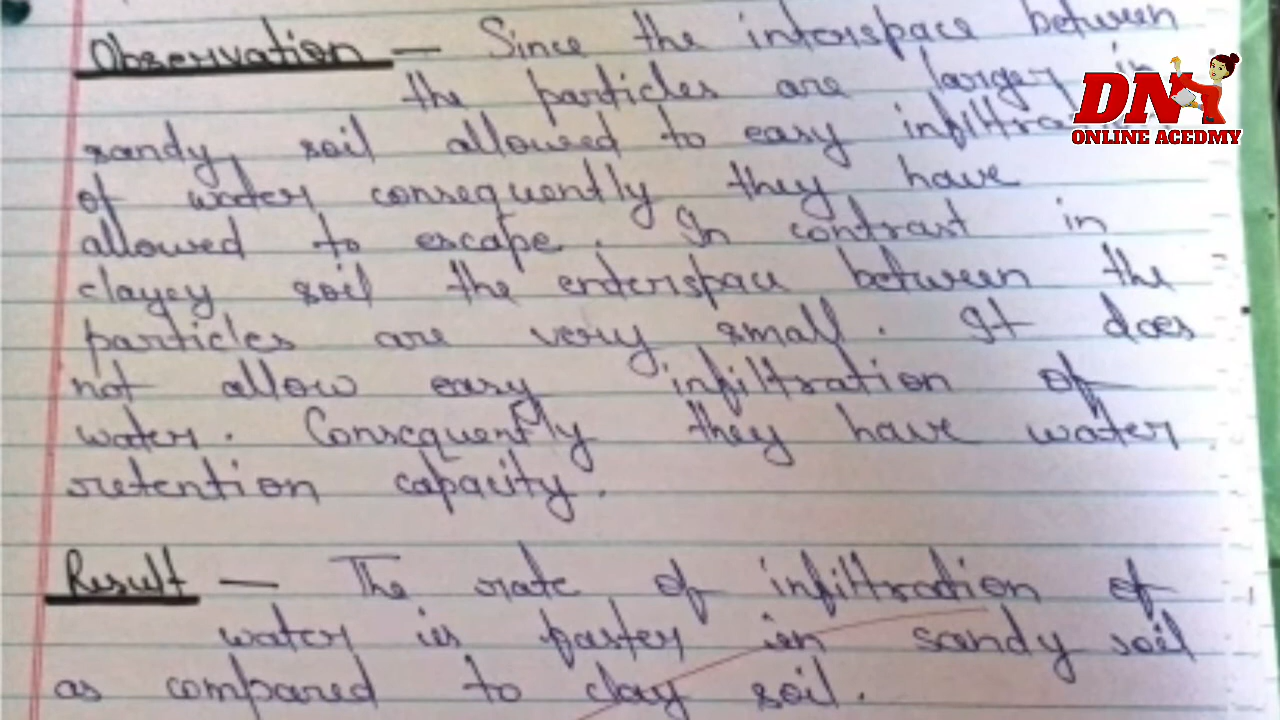 Observation — Since the interspace between
the particles are larger in
sandy soil allowed to easy infiltration
of water consequently they have
allowed to escape. In contrast in
clayey soil the enterspace between the
particles are very small. It does
not allow easy infiltration of
water. Consequently they have water
retention capacity.
Result — The rate of infiltration of
water is faster in sandy soil
as compared to clay soil.
DN
ONLINE ACEDMY